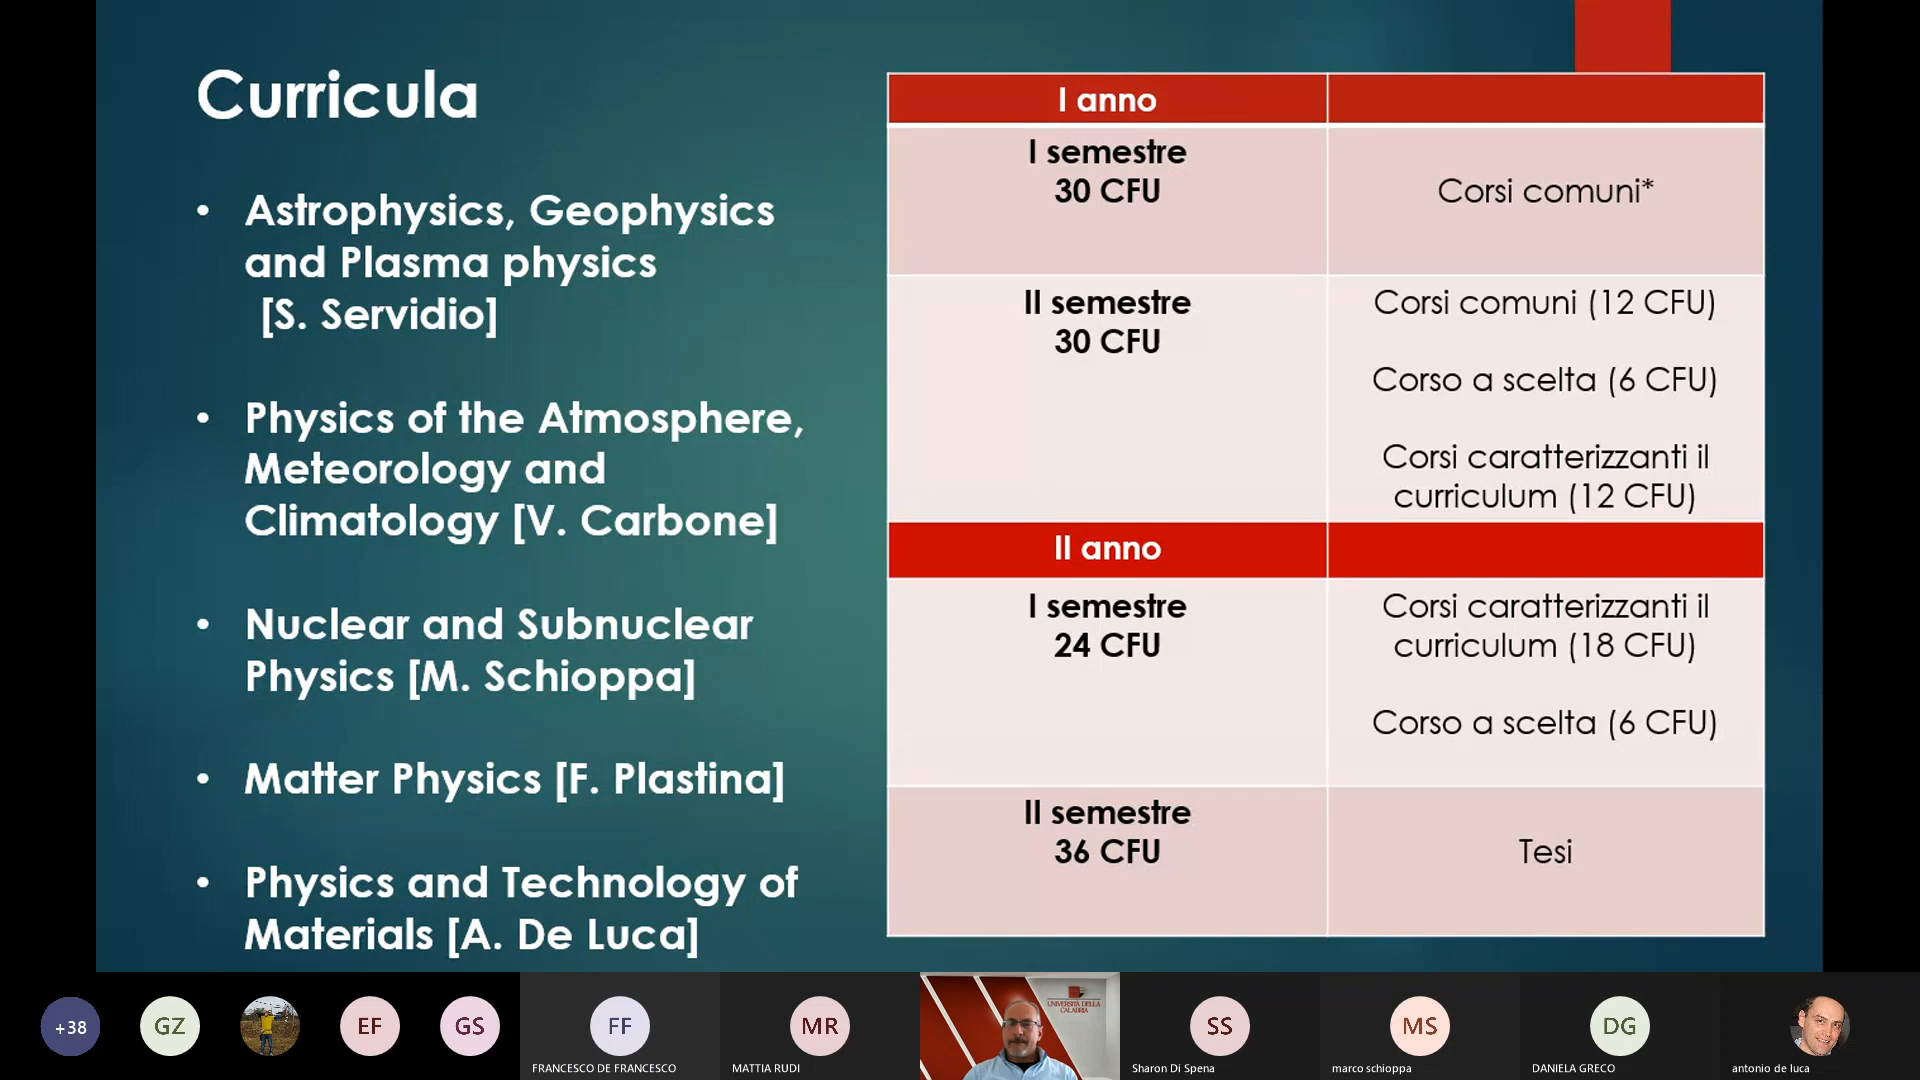 Curricula
• Astrophysics, Geophysics
and Plasma physics
[S. Servidio]
• Physics of the Atmosphere,
Meteorology and
Climatology [V. Carbone]
• Nuclear and Subnuclear
Physics [M. Schioppa]
• Matter Physics [F. Plastina]
• Physics and Technology of
Materials [A. De Luca]
I anno
I semestre
30 CFU
Corsi comuni*
II semestre
30 CFU
Corsi comuni (12 CFU)
Corso a scelta (6 CFU)
Corsi caratterizzanti il
curriculum (12 CFU)
II anno
I semestre
24 CFU
Corsi caratterizzanti il
curriculum (18 CFU)
Corso a scelta (6 CFU)
II semestre
36 CFU
Tesi
+38
GZ
EF
GS
FF
FRANCESCO DE FRANCESCO
MR
MATTIA RUDI
UNIVERSITÀ DELLA
CALABRIA
SS
Sharon Di Spena
MS
marco schioppa
DG
DANIELA GRECO
antonio de luca